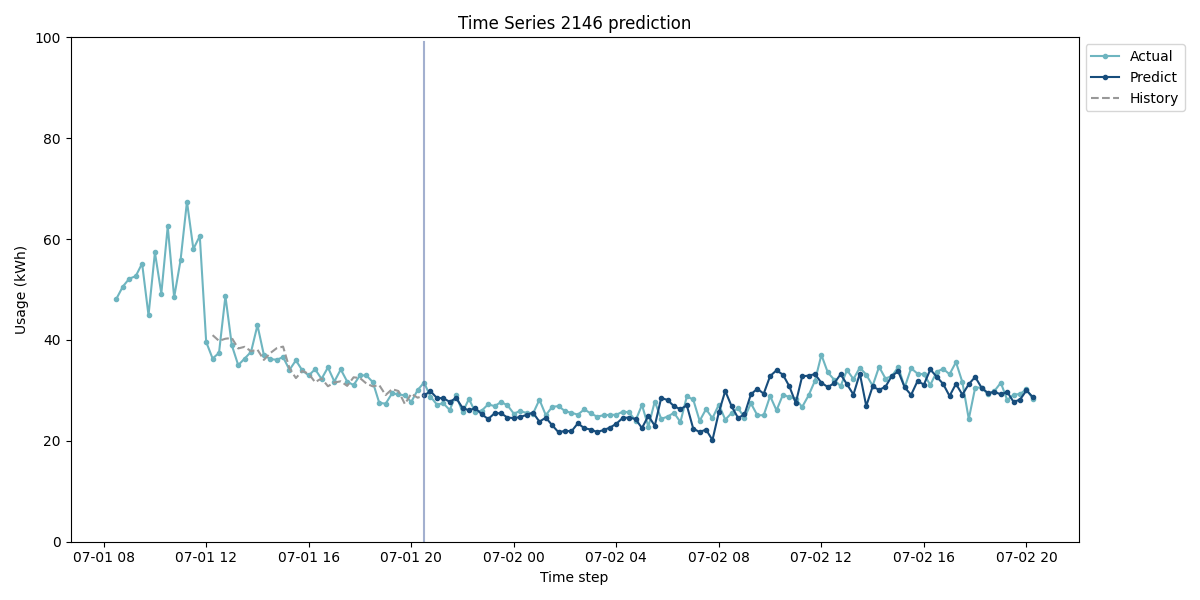 Time Series 2146 prediction
Usage (kWh)
100
80
60
40
20
0
07-01 08
07-01 12
07-01 16
07-01 20
07-02 00
07-02 04
07-02 08
07-02 12
07-02 16
07-02 20
Time step
Actual
Predict
History